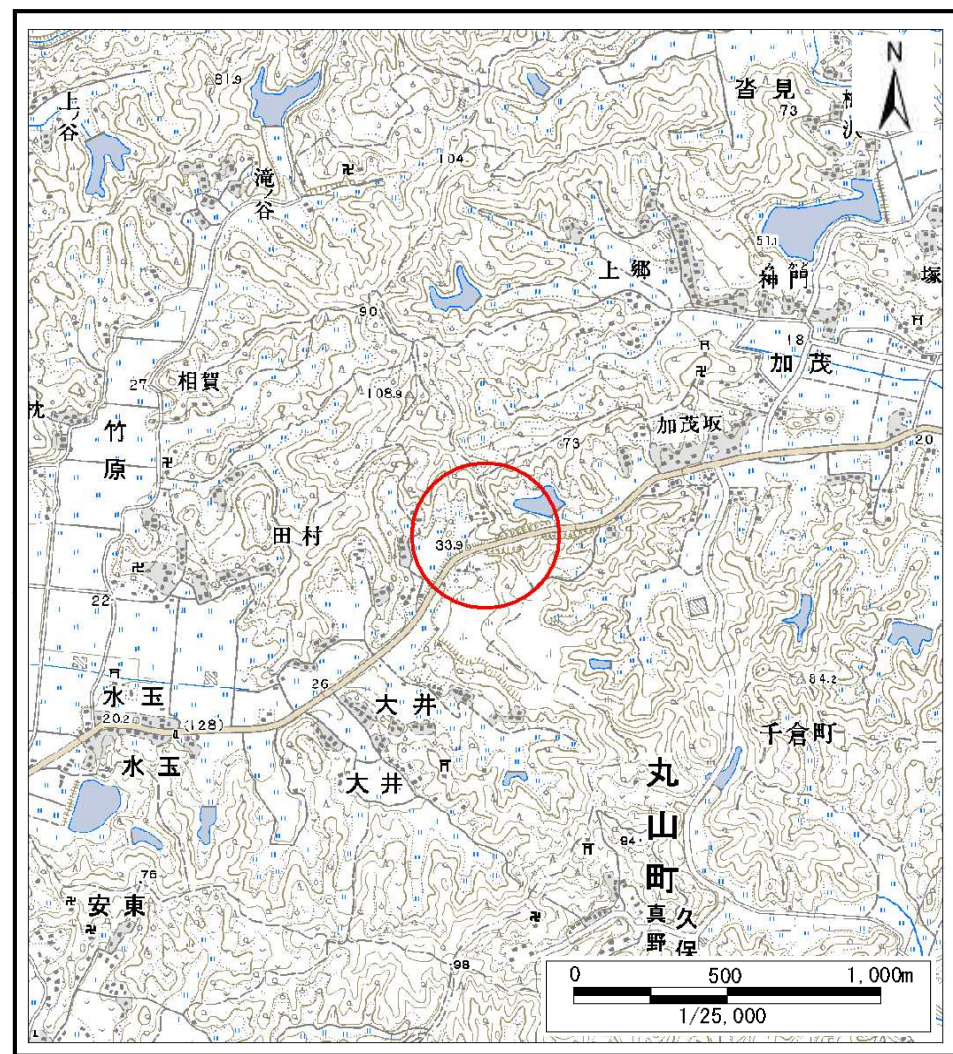 N
81.9
沓見
73
上ノ谷
滝ノ谷
104
51.1
上郷
神門
塚
90
18
加茂
27
相賀
108.9
加茂坂
竹原
73
20
田村
33.9
22
26
水玉
大井
84.2
20.2
(128)
千倉町
水玉
大井
丸山町
94
76
安東
真野
久保
98
0 500 1,000m
1/25,000